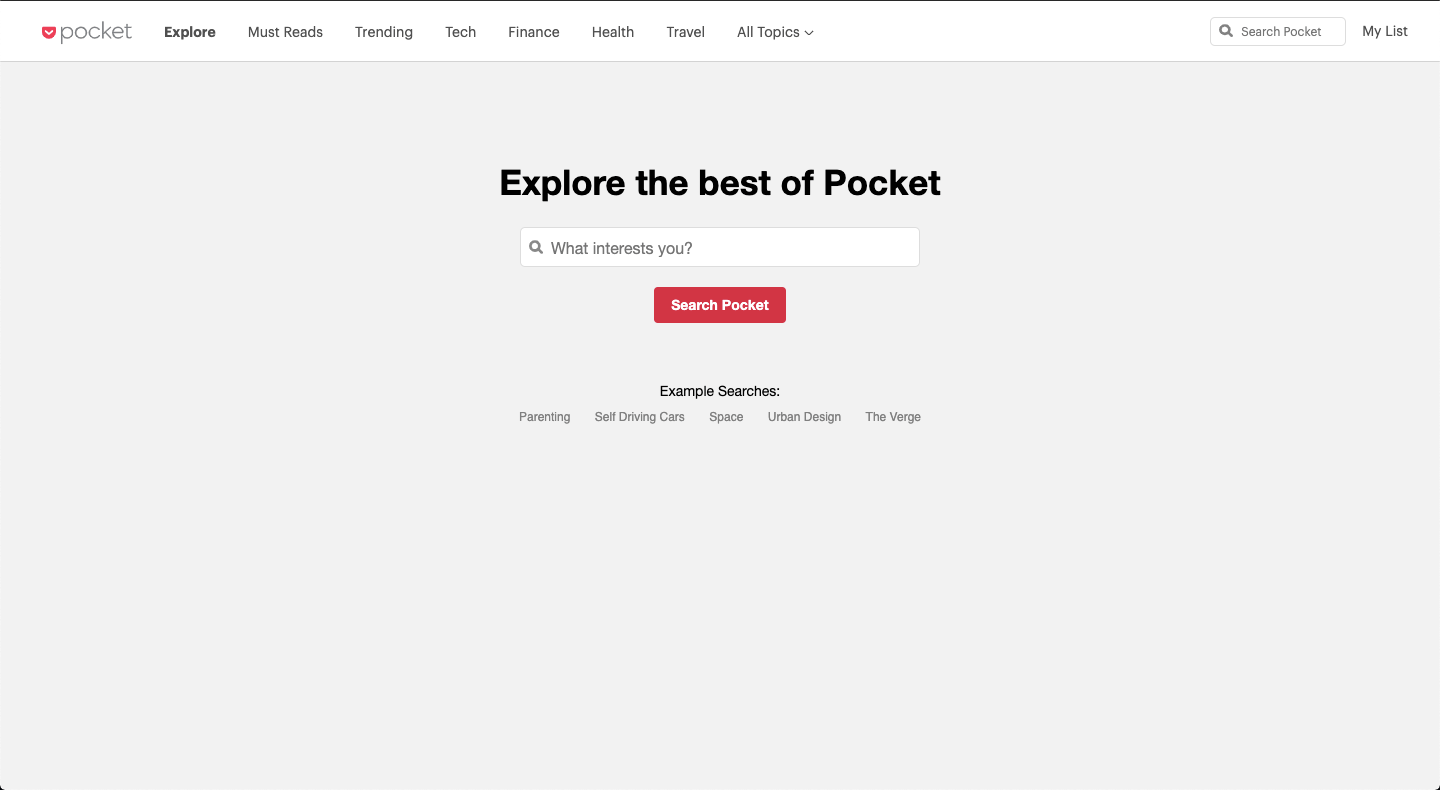 pocket Explore Must Reads Trending Tech Finance Health Travel All Topics Search Pocket My List
Explore the best of Pocket
What interests you?
Search Pocket
Example Searches:
Parenting Self Driving Cars Space Urban Design The Verge